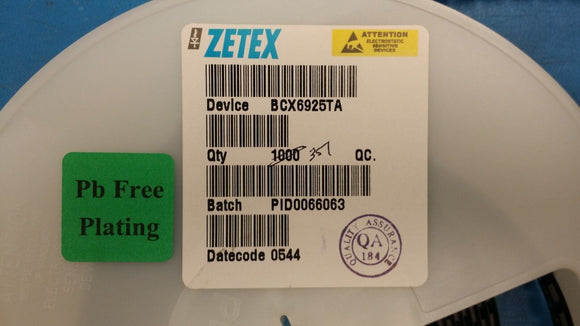 ZETEX
ATTENTION
ELECTROSTATIC
SENSITIVE
DEVICES
Device BCX6925TA
Qty 1000 357 QC.
Batch PID0066063
Datecode 0544
QUALITY ASSURANCE
QA
184
Pb Free
Plating